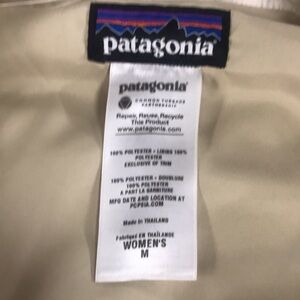 patagonia
patagonia
COMMON THREADS
PARTNERSHIP
Repair, Reuse, Recycle
This Product
www.patagonia.com
100% POLYESTER • LINING 100%
POLYESTER
EXCLUSIVE OF TRIM
100% POLYESTER • DOUBLURE
100% POLYESTER
A PART LA GARNITURE
MFG DATE AND LOCATION AT
PCPSIA.COM
Made in THAILAND
Fabriqué EN THAÏLANDE
WOMEN'S
M